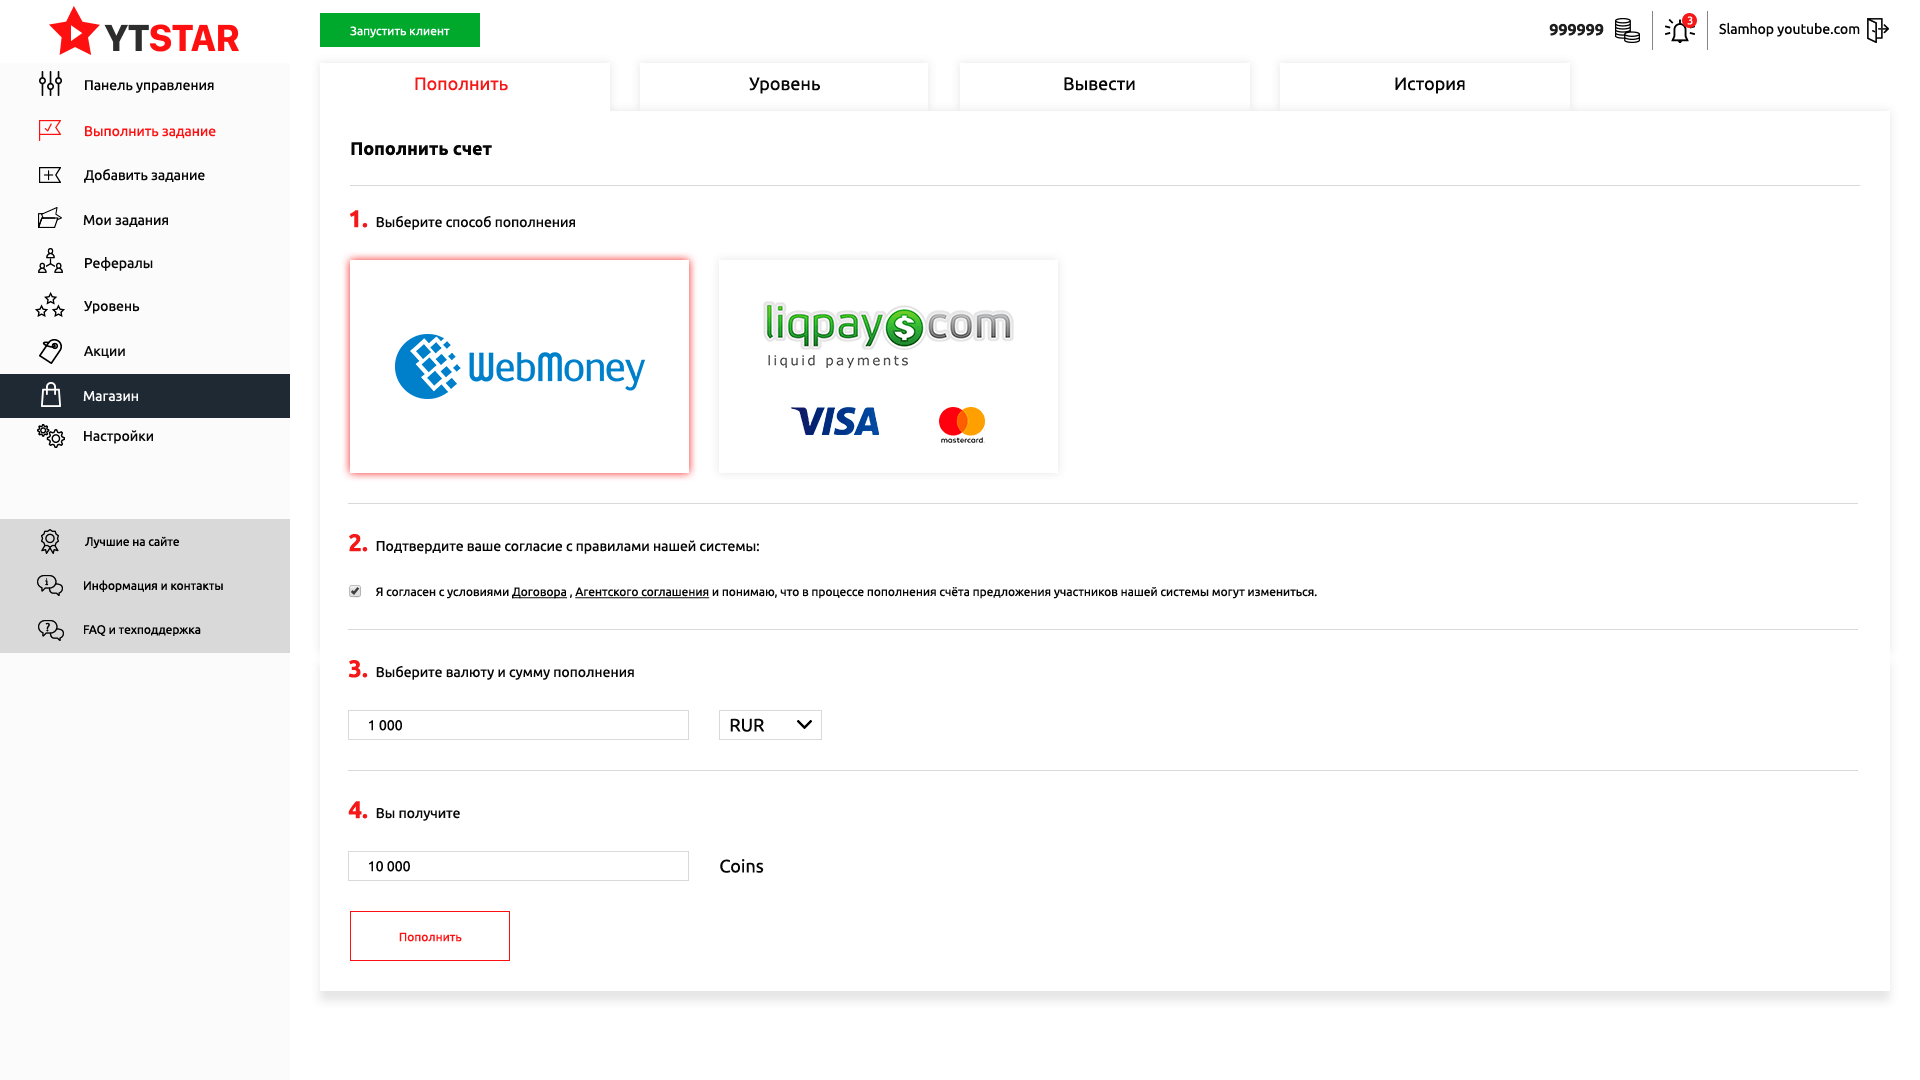 YTSTAR
Запустить клиент
999999
3
Slamhop youtube.com
Панель управления
Выполнить задание
Добавить задание
Мои задания
Рефералы
Уровень
Акции
Магазин
Настройки
Лучшие на сайте
Информация и контакты
FAQ и техподдержка
Пополнить
Уровень
Вывести
История
Пополнить счет
1. Выберите способ пополнения
WebMoney
liqpay$com
liquid payments
VISA
mastercard.
2. Подтвердите ваше согласие с правилами нашей системы:
Я согласен с условиями Договора , Агентского соглашения и понимаю, что в процессе пополнения счёта предложения участников нашей системы могут измениться.
3. Выберите валюту и сумму пополнения
1 000
RUR
4. Вы получите
10 000
Coins
Пополнить